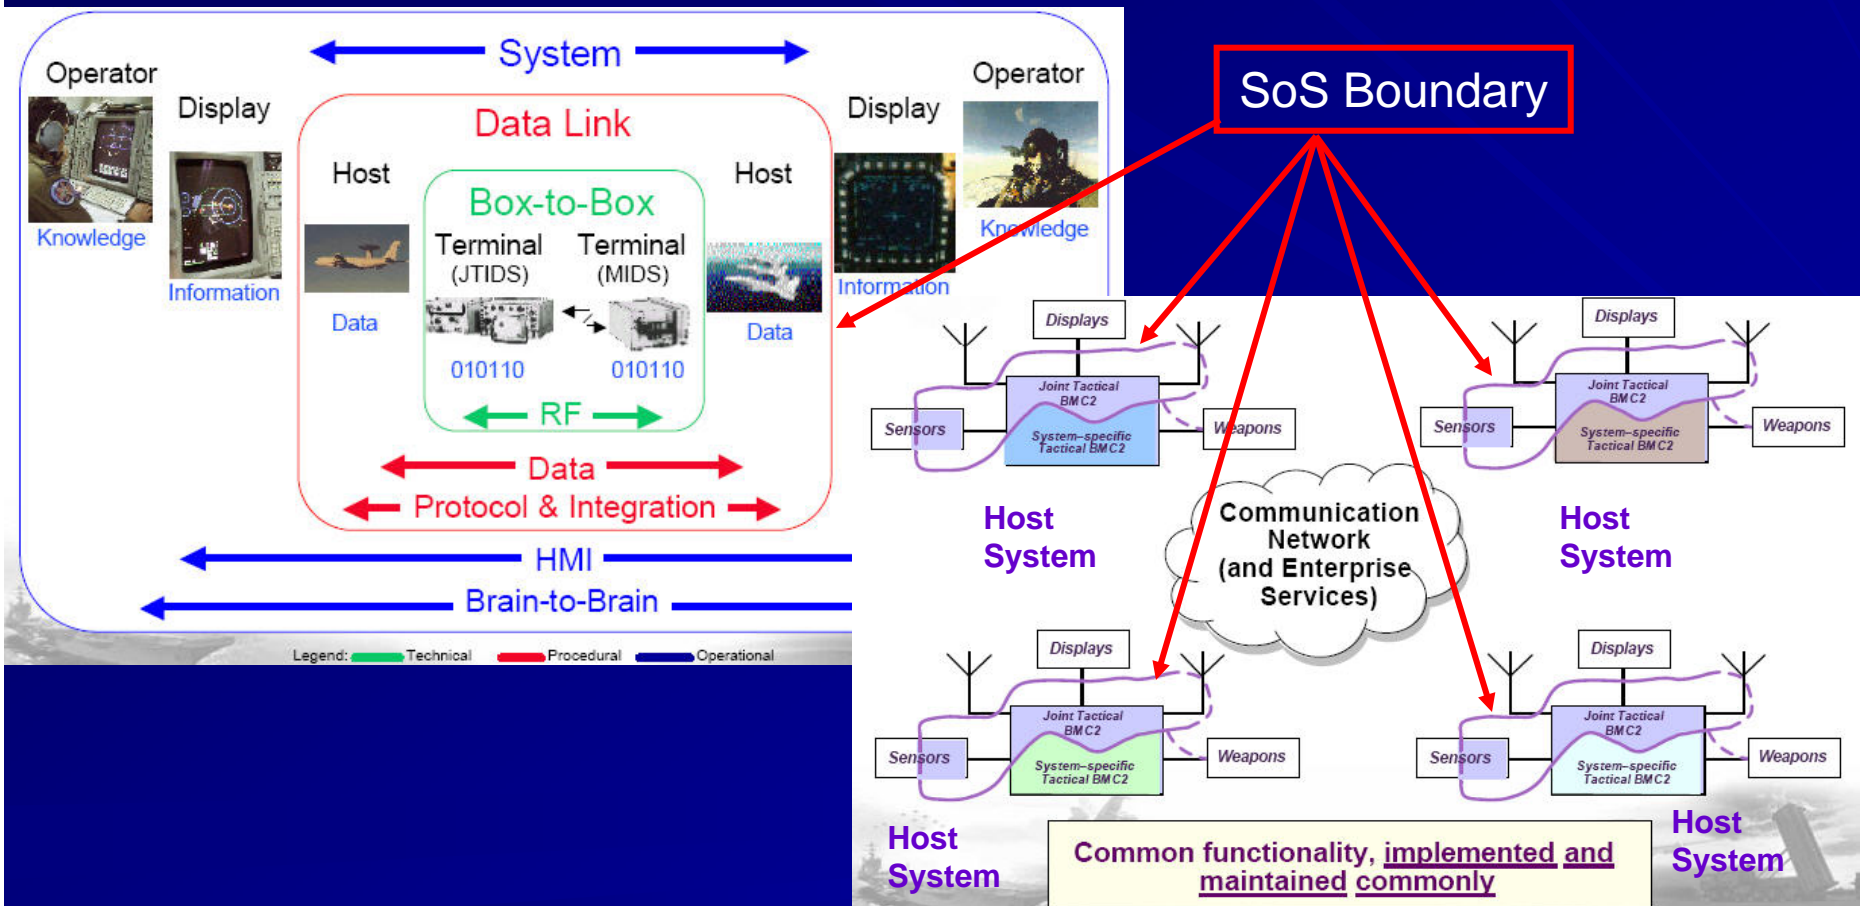 System
Operator
Display
Data Link
Display
Operator
SoS Boundary
Host
Host
Box-to-Box
Terminal
(JTIDS)
Terminal
(MIDS)
Knowledge
Information
Data
Data
Information
Knowledge
010110
010110
RF
Data
Protocol & Integration
HMI
Brain-to-Brain
Legend:
Technical
Procedural
Operational
Displays
Joint Tactical
BMC2
Sensors
Weapons
System–specific
Tactical BMC2
Host
System
Displays
Joint Tactical
BMC2
Sensors
Weapons
System–specific
Tactical BMC2
Host
System
Communication
Network
(and Enterprise
Services)
Displays
Joint Tactical
BMC2
Sensors
Weapons
System–specific
Tactical BMC2
Host
System
Displays
Joint Tactical
BMC2
Sensors
Weapons
System–specific
Tactical BMC2
Host
System
Common functionality, implemented and
maintained commonly